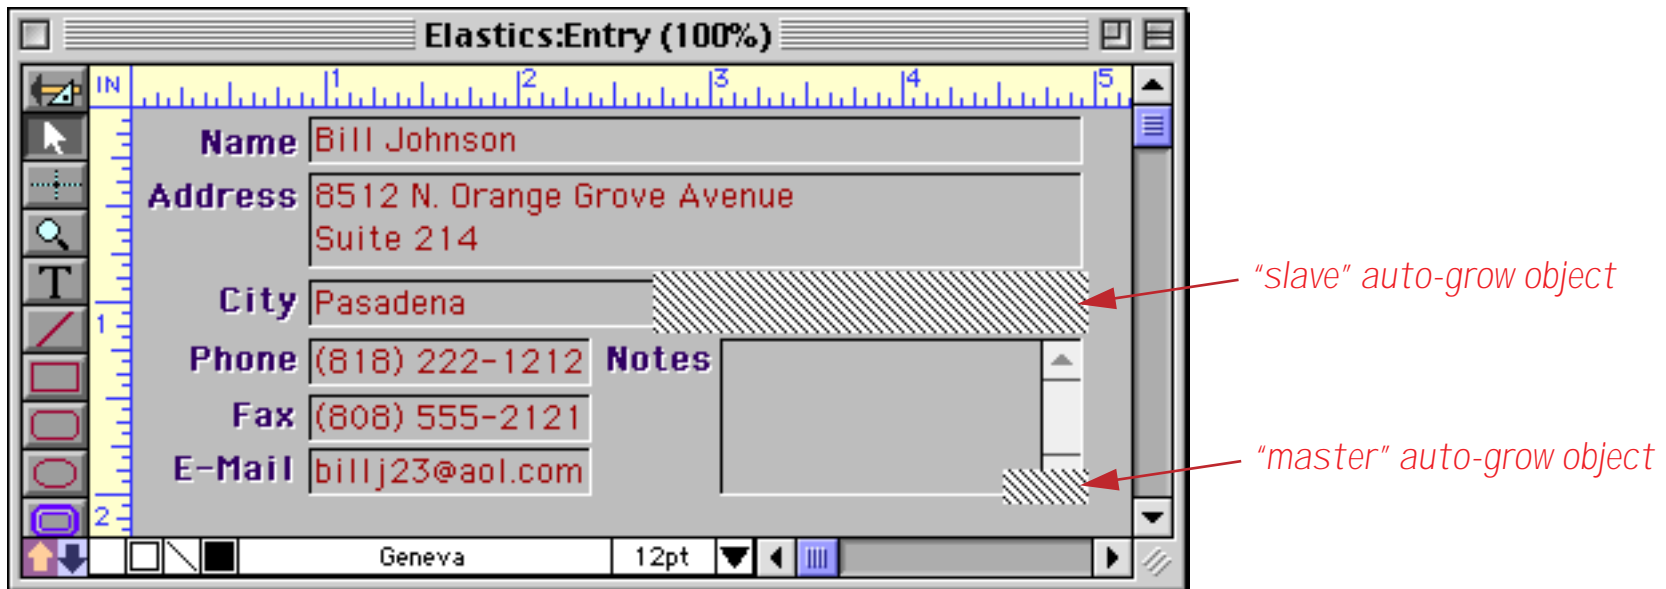 Elastics:Entry (100%)
IN 1 2 3 4 5
Name Bill Johnson
Address 8512 N. Orange Grove Avenue
Suite 214
"slave" auto-grow object
T
City Pasadena
1
Phone (818) 222-1212 Notes
Fax (808) 555-2121
"master" auto-grow object
E-Mail billj23@aol.com
2
Geneva 12pt